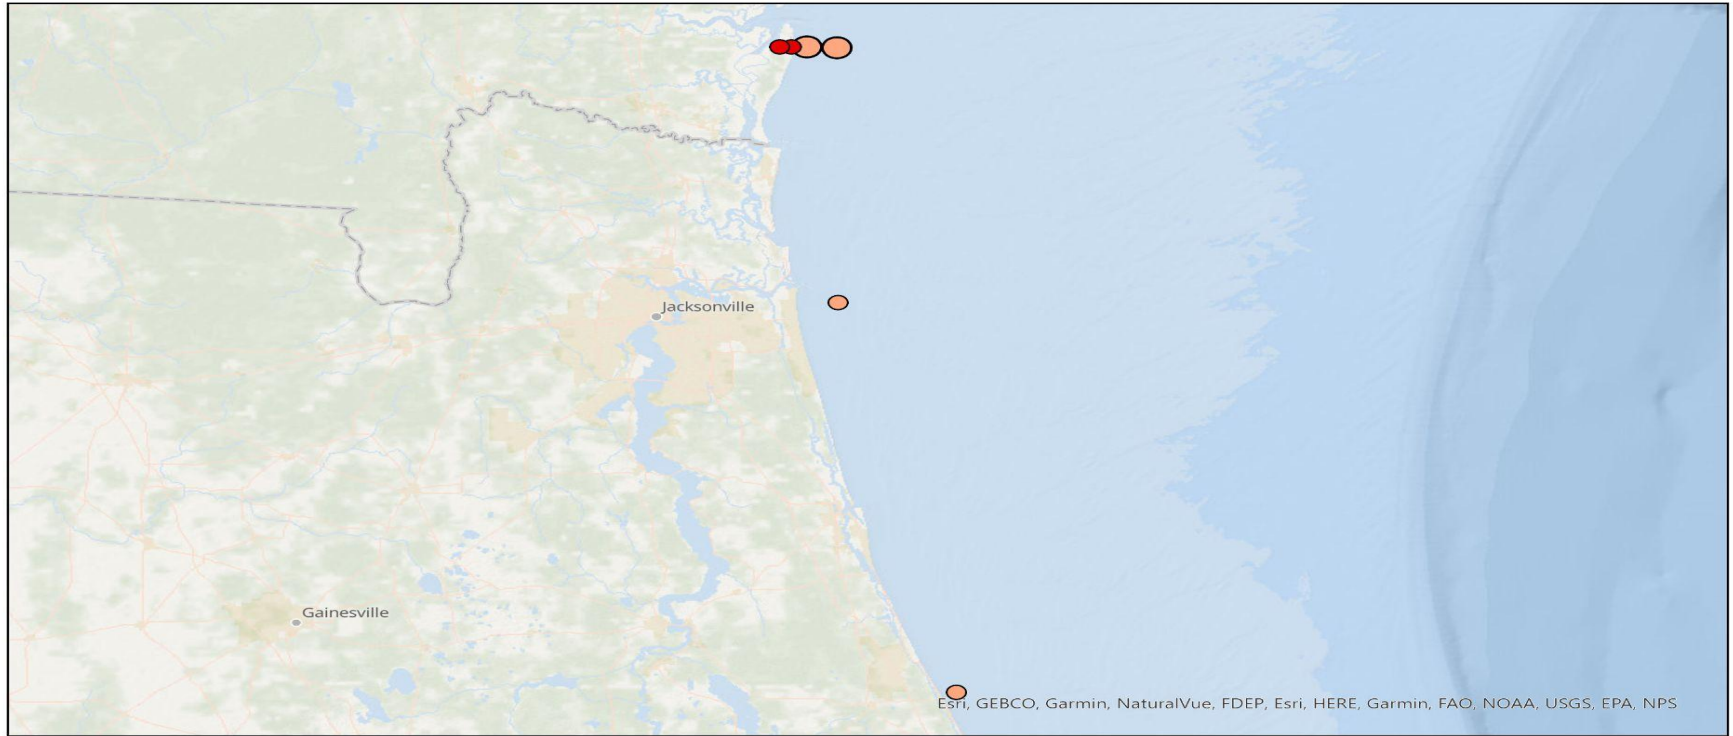 Jacksonville
Gainesville
Esri, GEBCO, Garmin, NaturalVue, FDEP, Esri, HERE, Garmin, FAO, NOAA, USGS, EPA, NPS